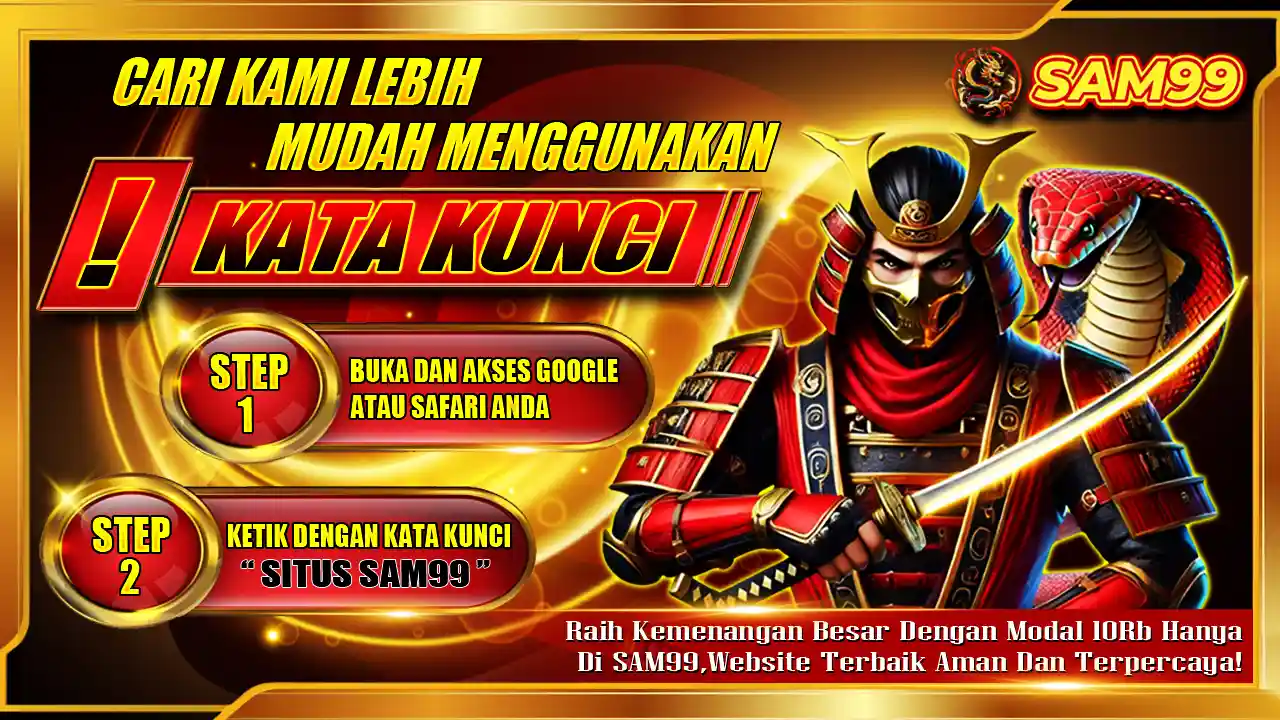 SAM99
CARI KAMI LEBIH
MUDAH MENGGUNAKAN
! KATA KUNCI
STEP
1
BUKA DAN AKSES GOOGLE
ATAU SAFARI ANDA
STEP
2
KETIK DENGAN KATA KUNCI
“ SITUS SAM99 ”
Raih Kemenangan Besar Dengan Modal 10Rb Hanya
Di SAM99,Website Terbaik Aman Dan Terpercaya!